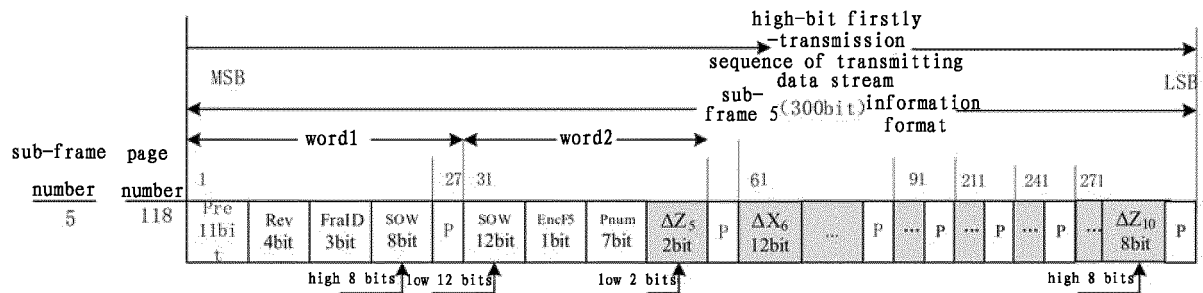 high-bit firstly
-transmission
sequence of transmitting
data stream
MSB
LSB
sub-frame 5 (300bit) information format
word1
word2
sub-frame number
page number
1
27
31
61
91
211
241
271
5
118
Pre 11bit
Rev 4bit
FraID 3bit
SOW 8bit
P
SOW 12bit
EncF5 1bit
Pnum 7bit
ΔZ5 2bit
P
ΔX6 12bit
...
P
...
P
...
P
...
P
...
ΔZ10 8bit
P
high 8 bits
low 12 bits
low 2 bits
high 8 bits